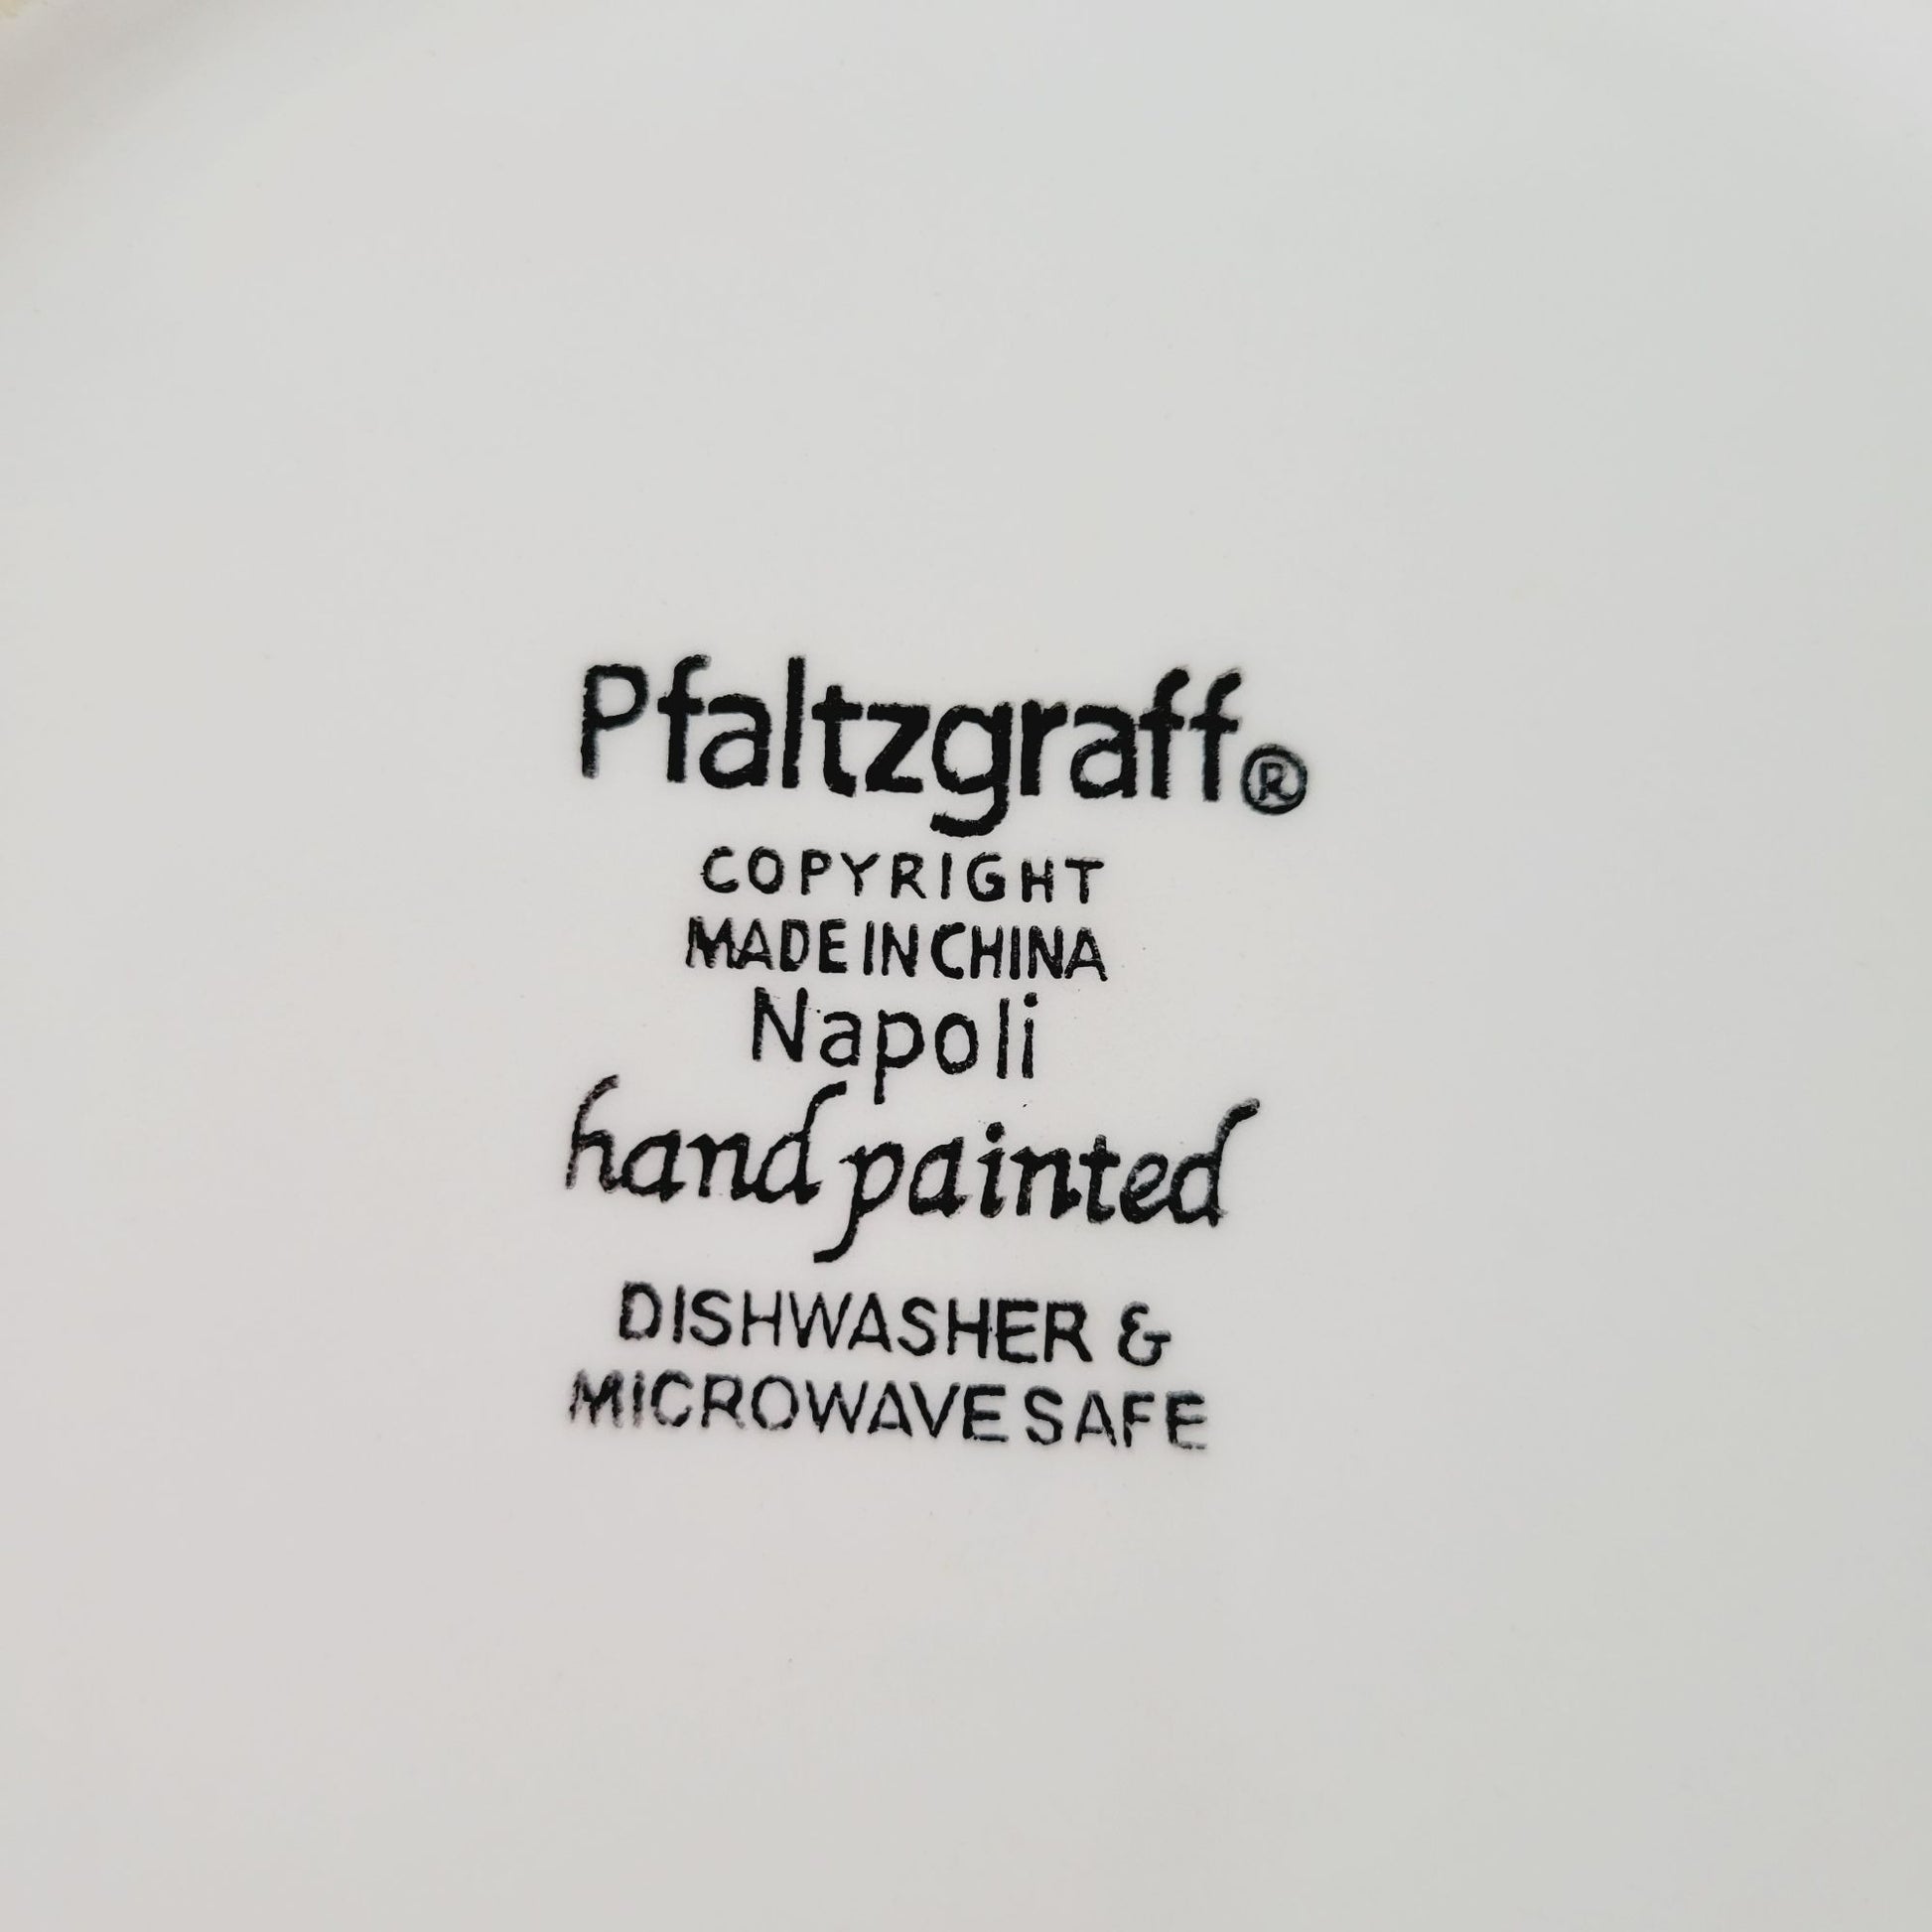 Pfaltzgraff®
COPYRIGHT
MADE IN CHINA
Napoli
hand painted
DISHWASHER &
MICROWAVE SAFE